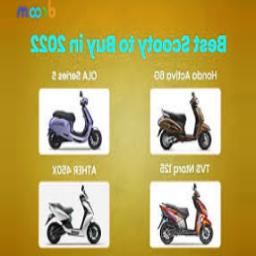 droom
Best Scooty to Buy in 2022
Honda Activa 6G
OLA Series S
TVS Ntorq 125
ATHER 450X